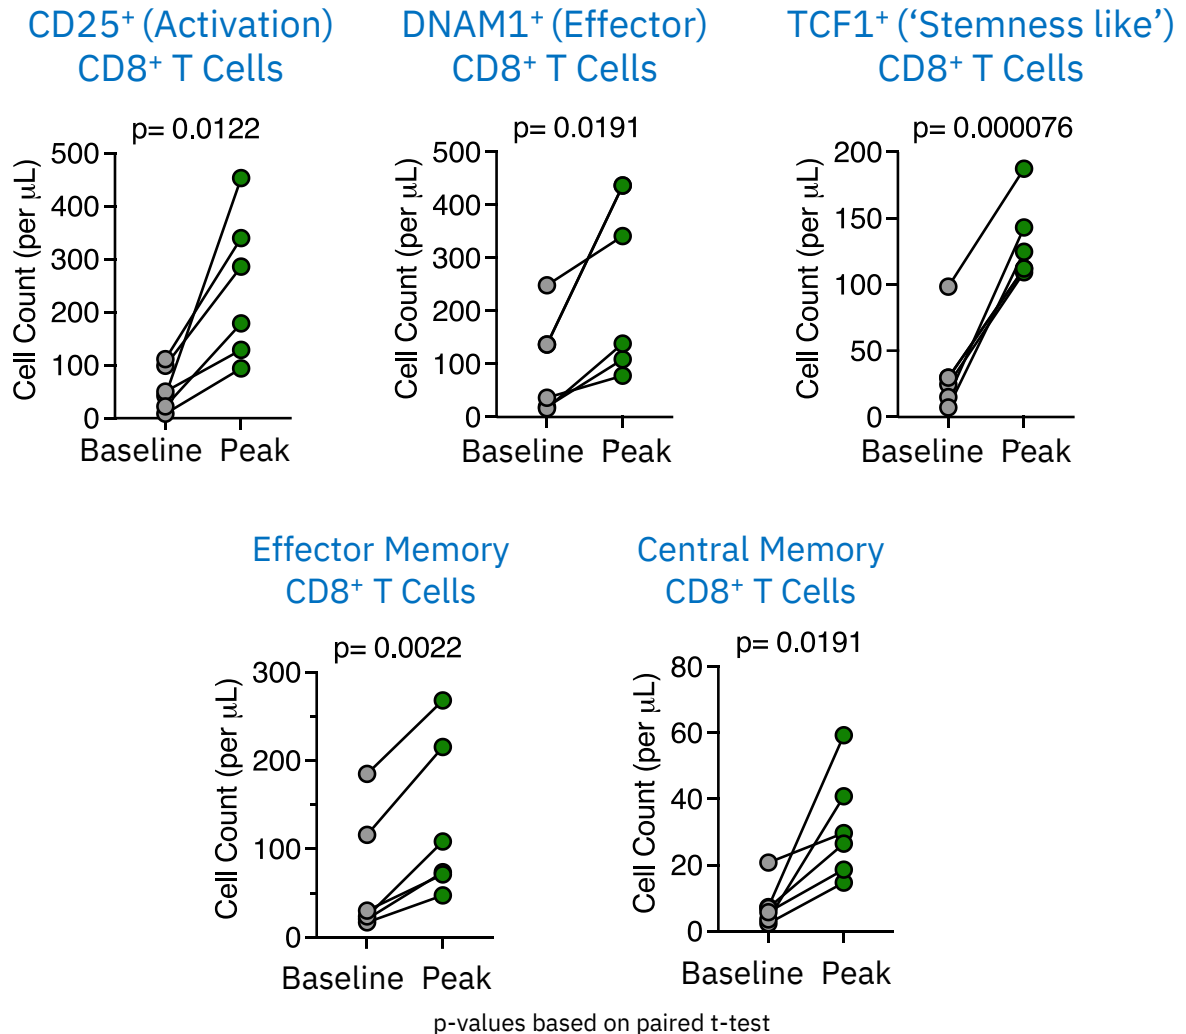 CD25⁺ (Activation)
CD8⁺ T Cells
p= 0.0122
Cell Count (per μL)
500
400
300
200
100
0
Baseline Peak
DNAM1⁺ (Effector)
CD8⁺ T Cells
p= 0.0191
Cell Count (per μL)
500
400
300
200
100
0
Baseline Peak
TCF1⁺ (‘Stemness like’)
CD8⁺ T Cells
p= 0.000076
Cell Count (per μL)
200
150
100
50
0
Baseline Peak
Effector Memory
CD8⁺ T Cells
p= 0.0022
Cell Count (per μL)
300
200
100
0
Baseline Peak
Central Memory
CD8⁺ T Cells
p= 0.0191
Cell Count (per μL)
80
60
40
20
0
Baseline Peak
p-values based on paired t-test